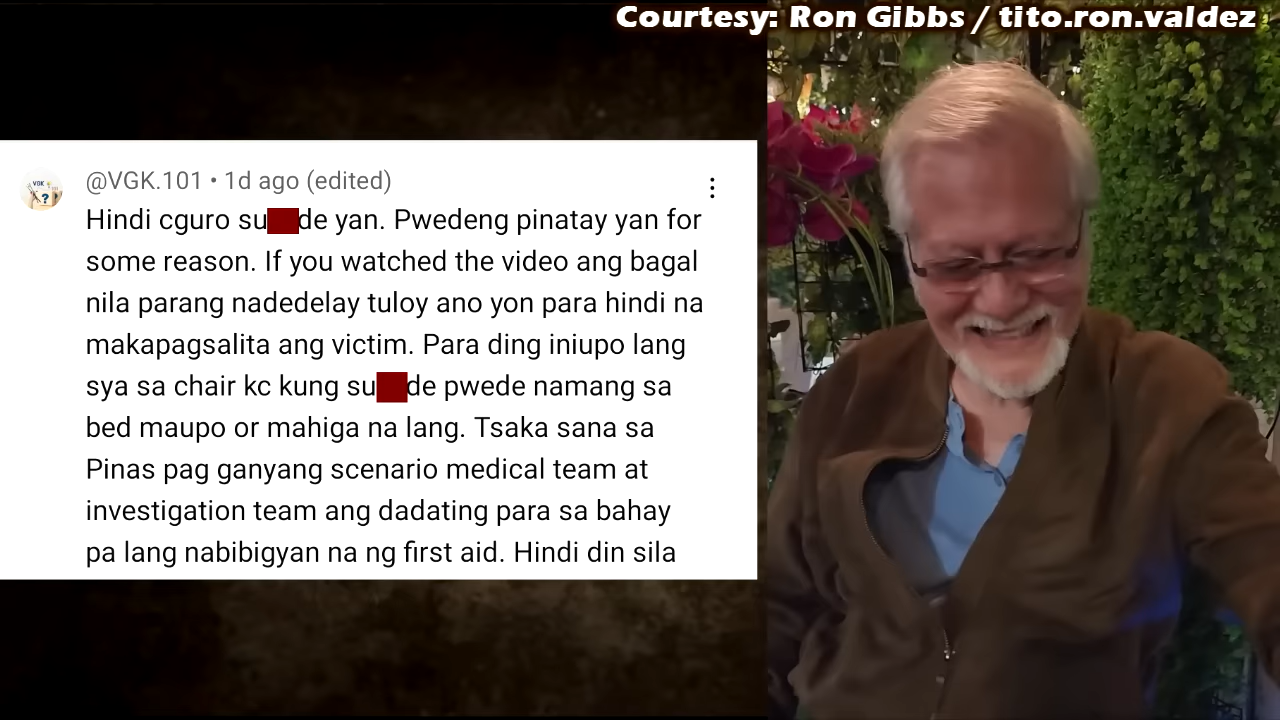 Courtesy: Ron Gibbs / tito.ron.valdez
@VGK.101 • 1d ago (edited)
Hindi cguro su de yan. Pwedeng pinatay yan for
some reason. If you watched the video ang bagal
nila parang nadedelay tuloy ano yon para hindi na
makapagsalita ang victim. Para ding iniupo lang
sya sa chair kc kung su de pwede namang sa
bed maupo or mahiga na lang. Tsaka sana sa
Pinas pag ganyang scenario medical team at
investigation team ang dadating para sa bahay
pa lang nabibigyan na ng first aid. Hindi din sila